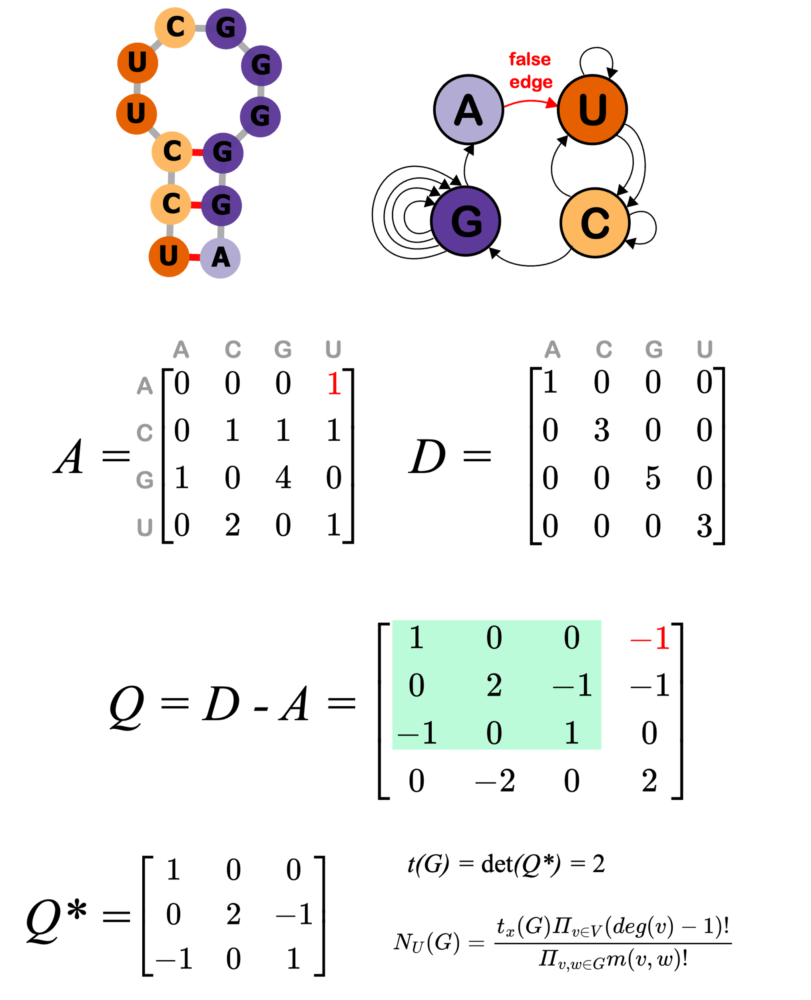 C G
U G
U G
C G
C G
U A
false
edge
A U
G C
A C G U
A C G U
A =
A 0 0 0 1
C 0 1 1 1
G 1 0 4 0
U 0 2 0 1
D =
1 0 0 0
0 3 0 0
0 0 5 0
0 0 0 3
Q = D - A =
1 0 0 −1
0 2 −1 −1
−1 0 1 0
0 −2 0 2
Q* =
1 0 0
0 2 −1
−1 0 1
t(G) = det(Q*) = 2
N_U(G) = t_x(G)Π_{v∈V}(deg(v) − 1)!
Π_{v,w∈G}m(v, w)!